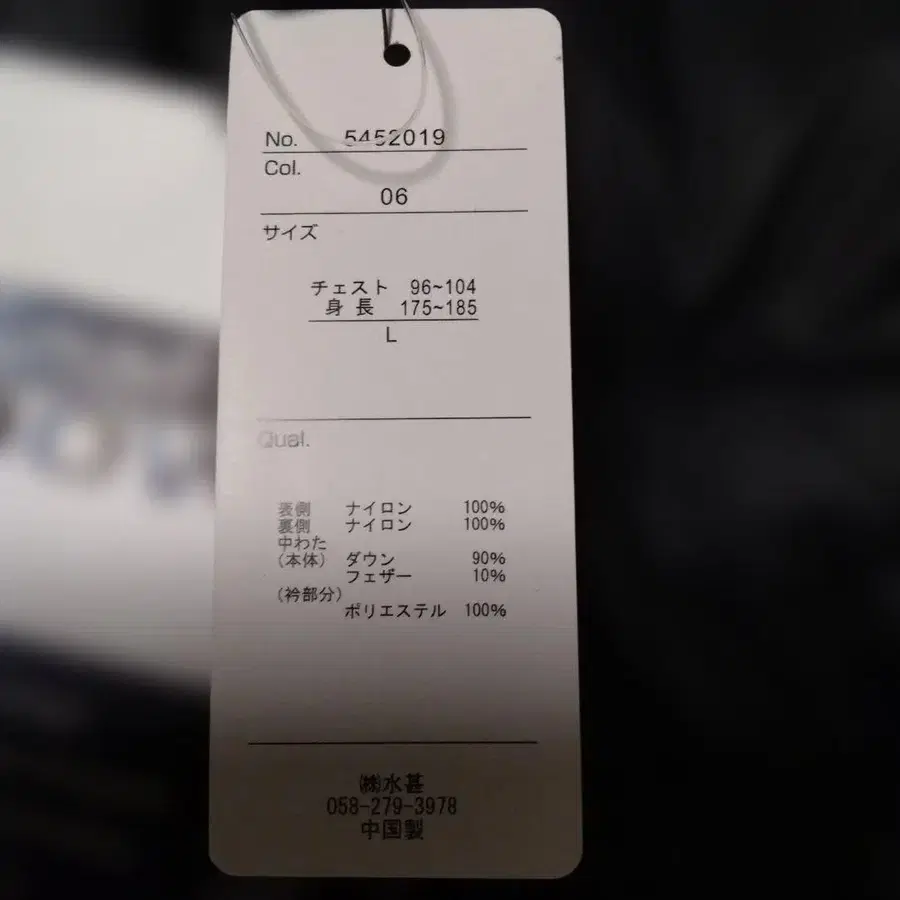 No. 5452019
Col.
06
サイズ
チェスト 96~104
身長 175~185
L
Qual.
表側 ナイロン 100%
裏側 ナイロン 100%
中わた
(本体) ダウン 90%
フェザー 10%
(衿部分)
ポリエステル 100%
㈱水甚
058-279-3978
中国製